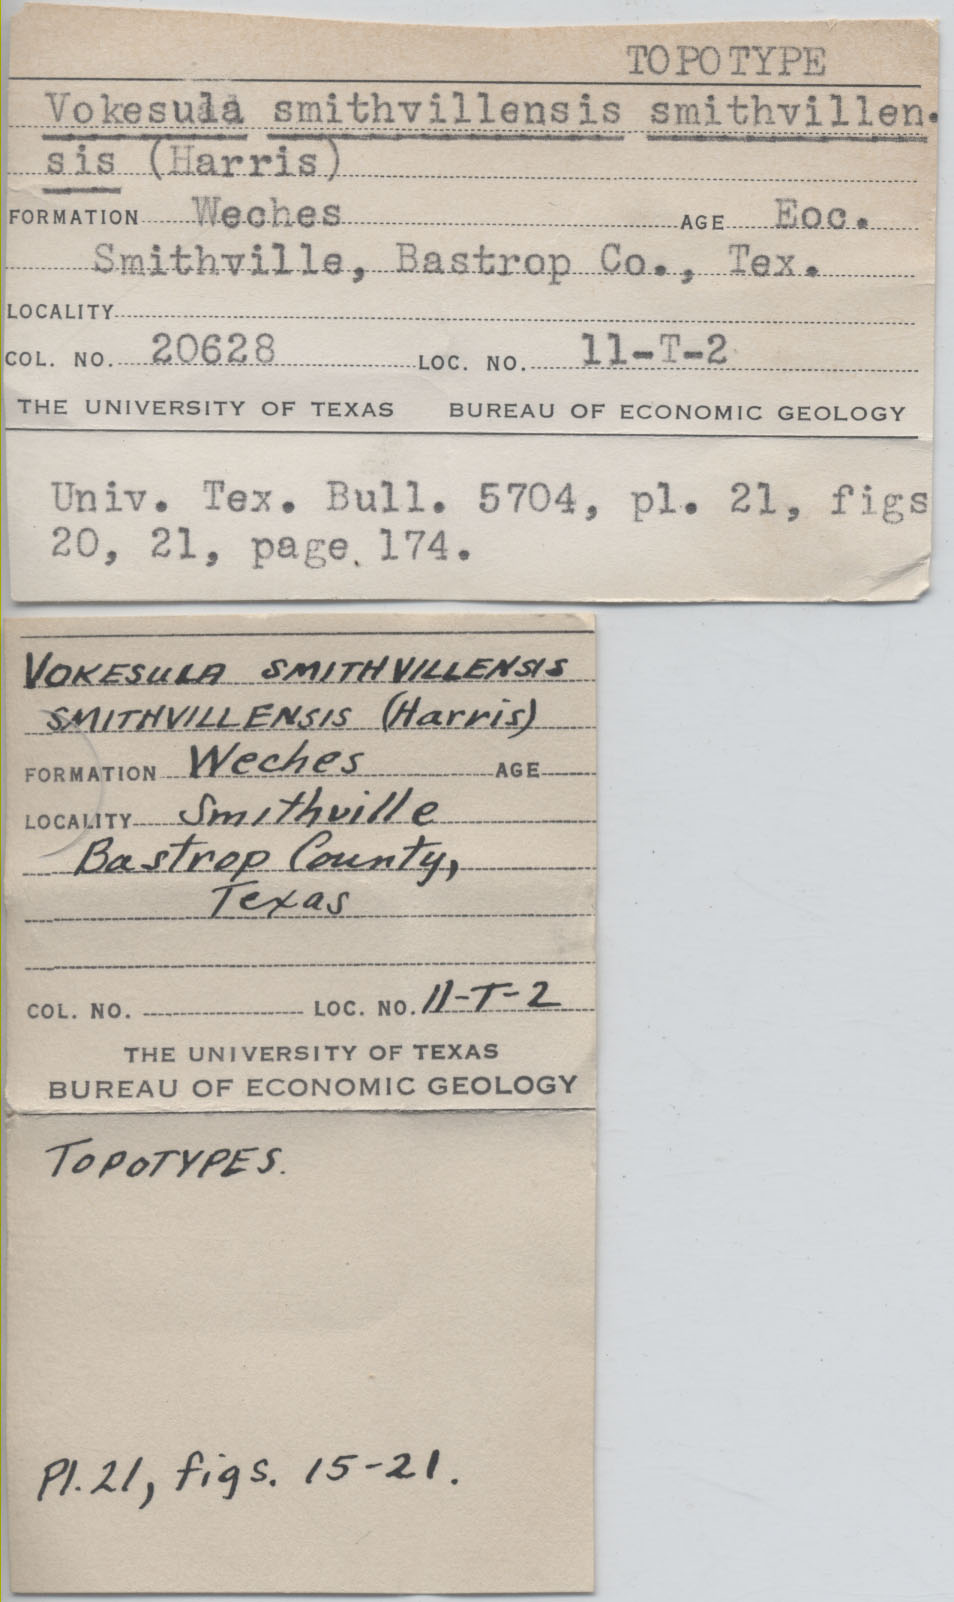 TOPOTYPE
Vokesula smithvillensis smithvillen-
sis (Harris)
FORMATION Weches AGE Eoc.
Smithville, Bastrop Co., Tex.
LOCALITY
COL. NO. 20628 LOC. NO. 11-T-2
THE UNIVERSITY OF TEXAS BUREAU OF ECONOMIC GEOLOGY
Univ. Tex. Bull. 5704, pl. 21, figs
20, 21, page 174.
VOKESULA SMITHVILLENSIS
SMITHVILLENSIS (Harris)
FORMATION Weches AGE
LOCALITY Smithville
Bastrop County,
Texas
COL. NO. LOC. NO. 11-T-2
THE UNIVERSITY OF TEXAS
BUREAU OF ECONOMIC GEOLOGY
TOPOTYPES.
Pl. 21, figs. 15-21.